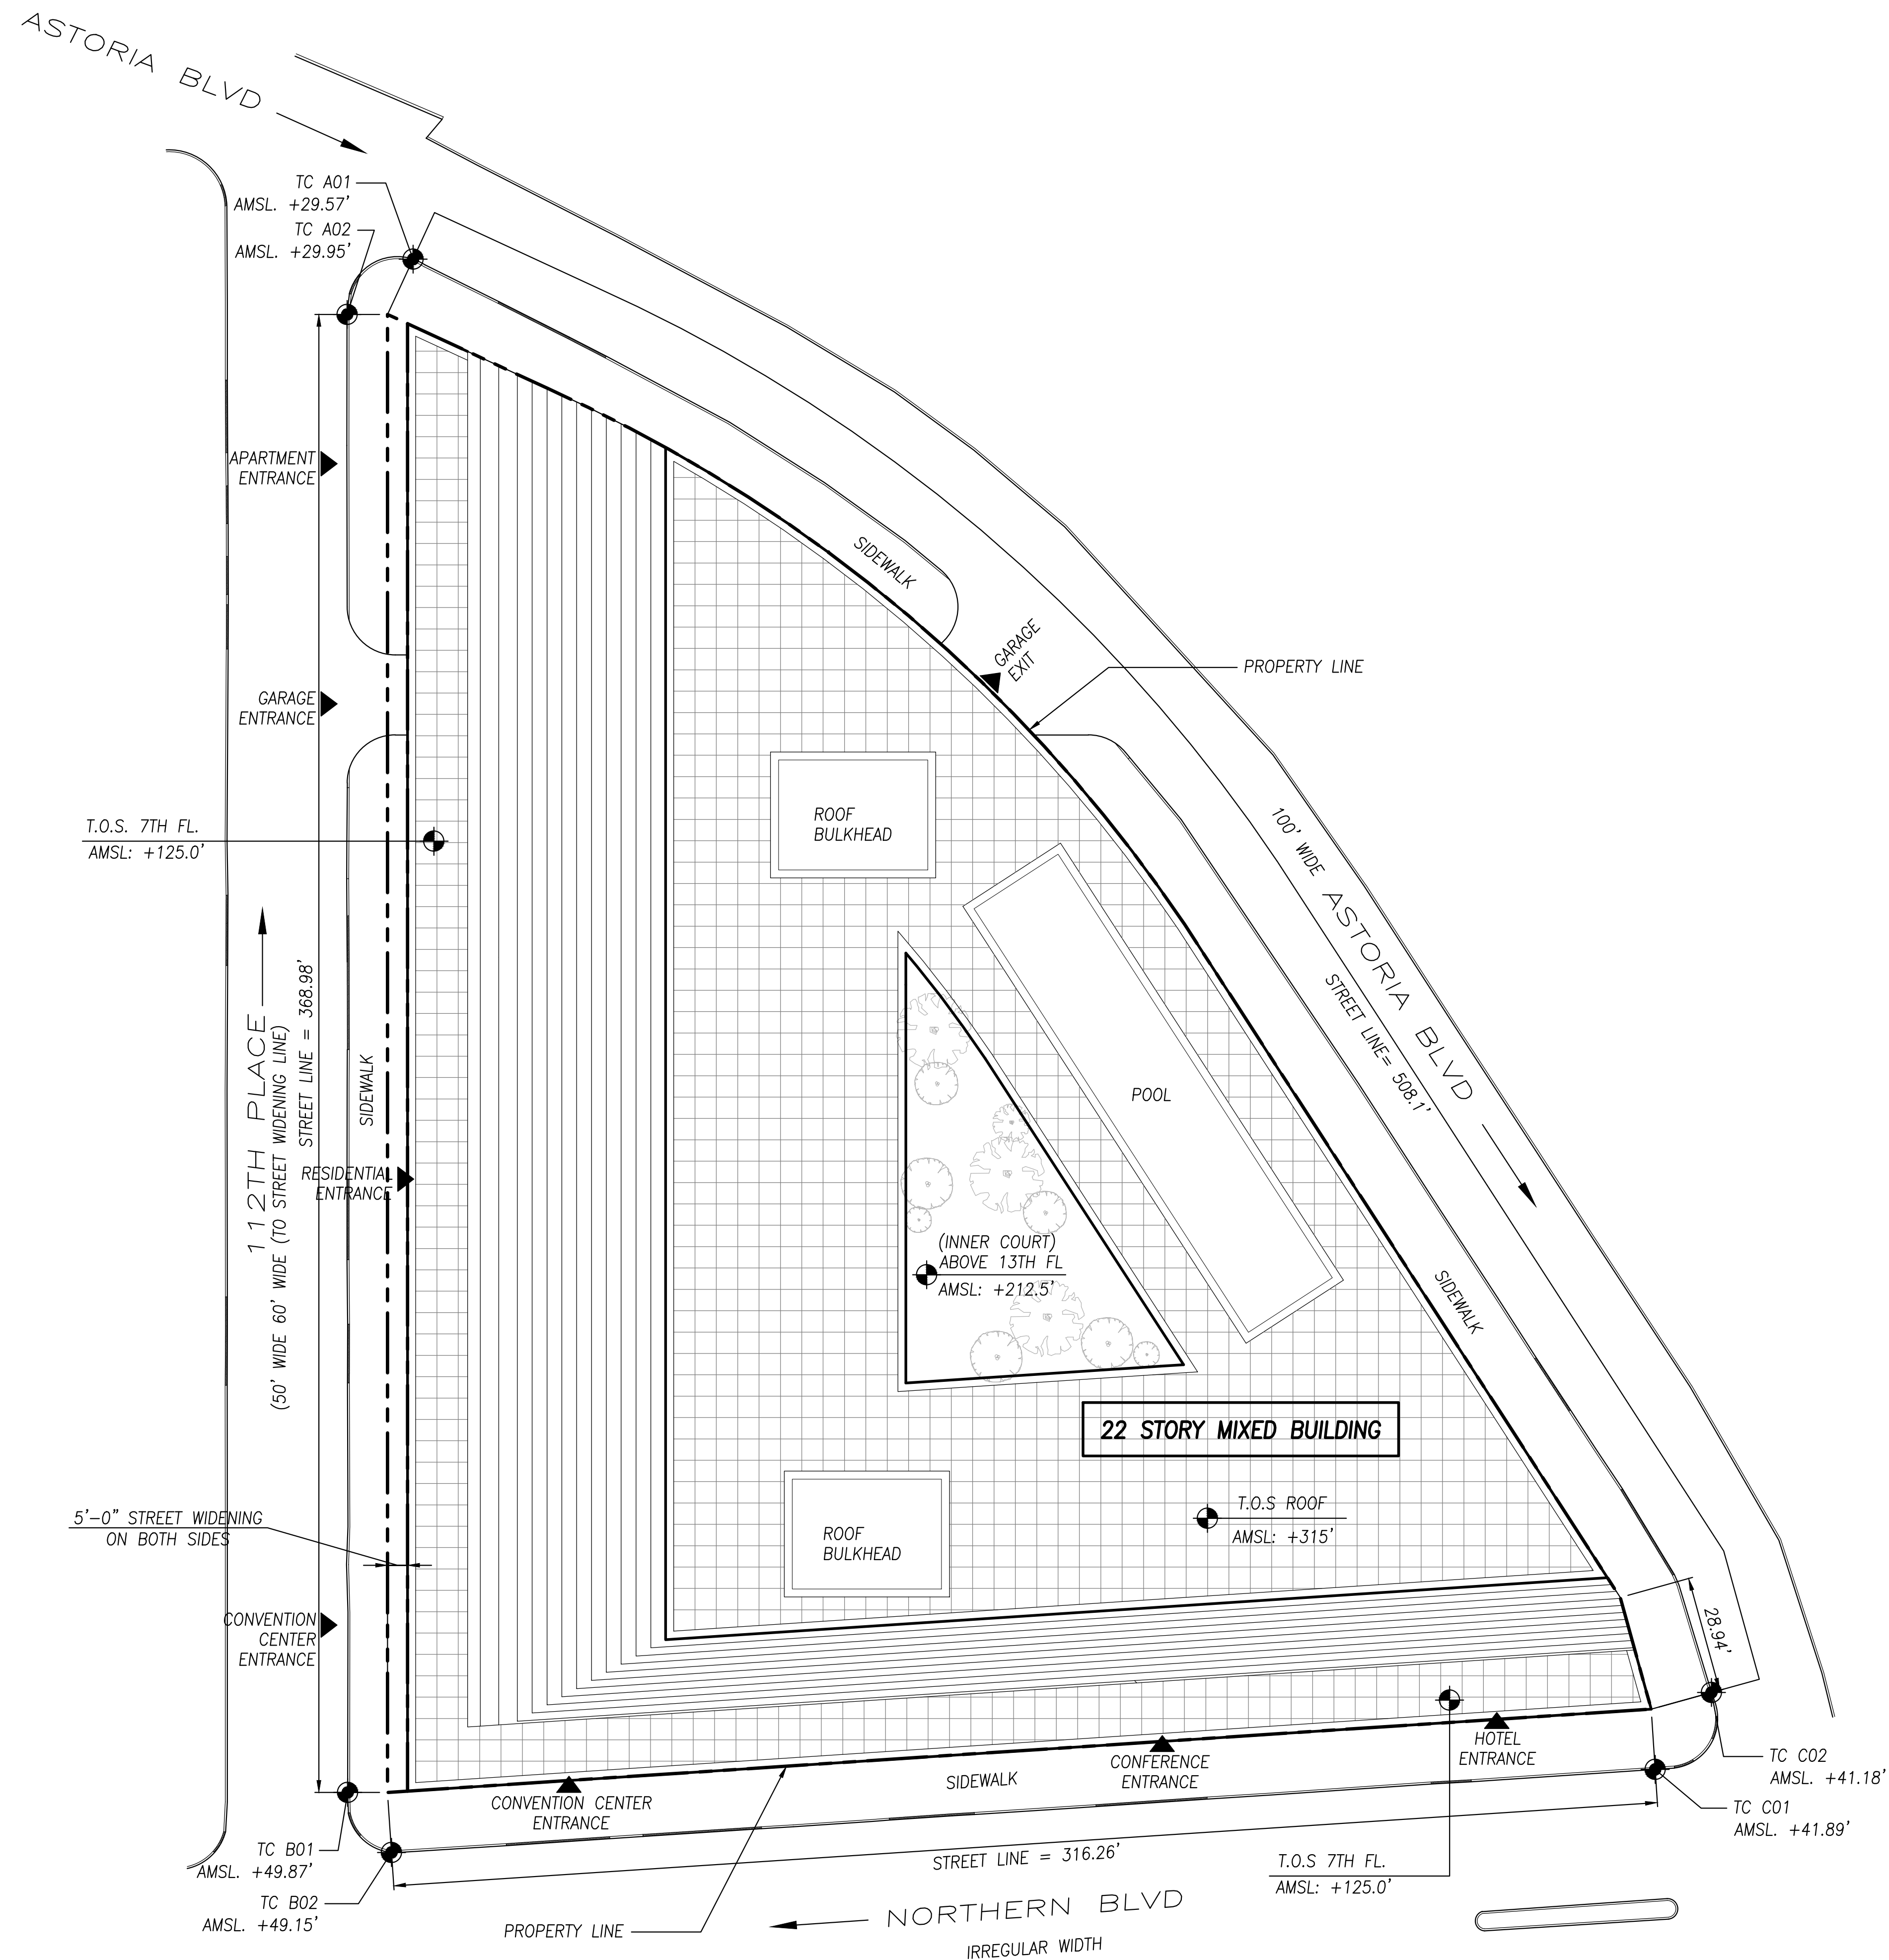 ASTORIA BLVD
TC A01
AMSL. +29.57'
TC A02
AMSL. +29.95'
APARTMENT
ENTRANCE
SIDEWALK
GARAGE
EXIT
PROPERTY LINE
GARAGE
ENTRANCE
ROOF
BULKHEAD
T.O.S. 7TH FL.
AMSL: +125.0'
100' WIDE
ASTORIA BLVD
STREET LINE= 508.1'
112TH PLACE
(50' WIDE 60' WIDE (TO STREET WIDENING LINE)
STREET LINE = 368.98'
SIDEWALK
POOL
RESIDENTIAL
ENTRANCE
(INNER COURT)
ABOVE 13TH FL
AMSL: +212.5'
SIDEWALK
22 STORY MIXED BUILDING
5'-0" STREET WIDENING
ON BOTH SIDES
T.O.S ROOF
AMSL: +315'
ROOF
BULKHEAD
CONVENTION
CENTER
ENTRANCE
28.94'
HOTEL
ENTRANCE
CONFERENCE
ENTRANCE
SIDEWALK
CONVENTION CENTER
ENTRANCE
TC C02
AMSL. +41.18'
TC C01
AMSL. +41.89'
TC B01
AMSL. +49.87'
TC B02
AMSL. +49.15'
STREET LINE = 316.26'
T.O.S 7TH FL.
AMSL: +125.0'
PROPERTY LINE
NORTHERN BLVD
IRREGULAR WIDTH